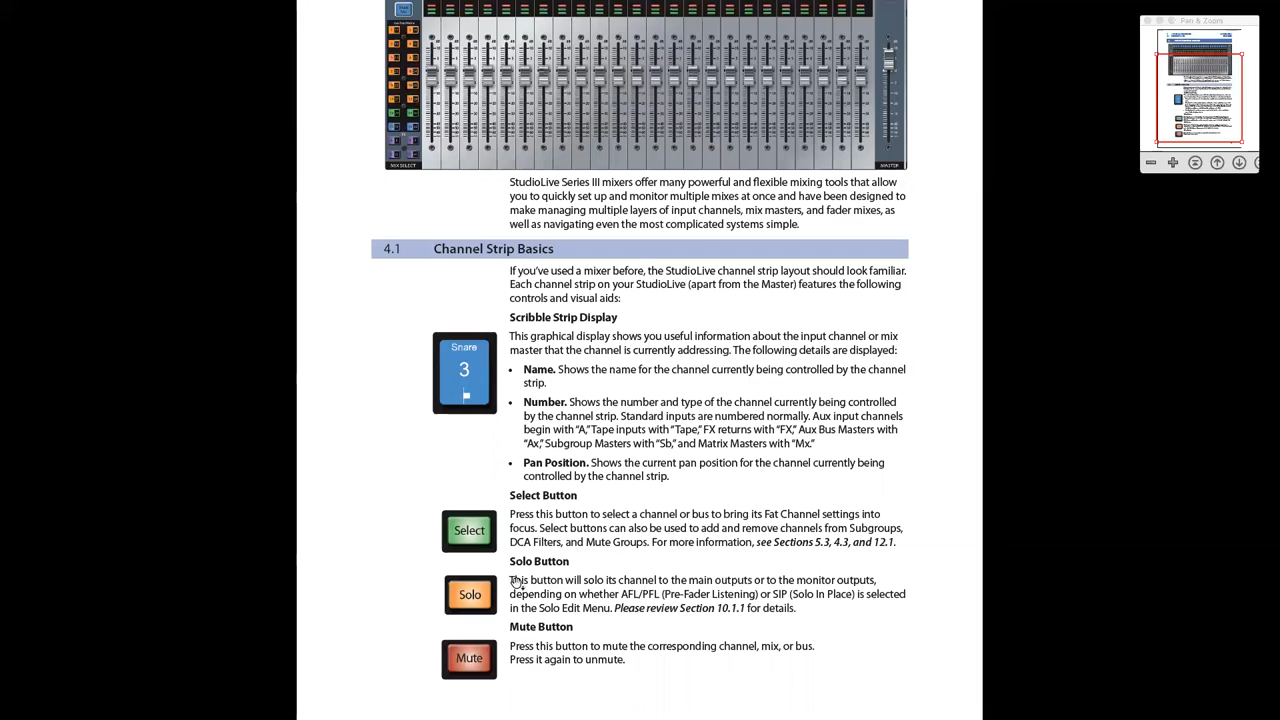 Pan & Zoom
MIX SELECT
MASTER
StudioLive Series III mixers offer many powerful and flexible mixing tools that allow
you to quickly set up and monitor multiple mixes at once and have been designed to
make managing multiple layers of input channels, mix masters, and fader mixes, as
well as navigating even the most complicated systems simple.
4.1 Channel Strip Basics
If you've used a mixer before, the StudioLive channel strip layout should look familiar.
Each channel strip on your StudioLive (apart from the Master) features the following
controls and visual aids:
Scribble Strip Display
Snare
3
This graphical display shows you useful information about the input channel or mix
master that the channel is currently addressing. The following details are displayed:
• Name. Shows the name for the channel currently being controlled by the channel
strip.
• Number. Shows the number and type of the channel currently being controlled
by the channel strip. Standard inputs are numbered normally. Aux input channels
begin with “A,” Tape inputs with “Tape,” FX returns with “FX,” Aux Bus Masters with
“Ax,” Subgroup Masters with “Sb,” and Matrix Masters with “Mx.”
• Pan Position. Shows the current pan position for the channel currently being
controlled by the channel strip.
Select Button
Select
Press this button to select a channel or bus to bring its Fat Channel settings into
focus. Select buttons can also be used to add and remove channels from Subgroups,
DCA Filters, and Mute Groups. For more information, see Sections 5.3, 4.3, and 12.1.
Solo Button
Solo
This button will solo its channel to the main outputs or to the monitor outputs,
depending on whether AFL/PFL (Pre-Fader Listening) or SIP (Solo In Place) is selected
in the Solo Edit Menu. Please review Section 10.1.1 for details.
Mute Button
Mute
Press this button to mute the corresponding channel, mix, or bus.
Press it again to unmute.